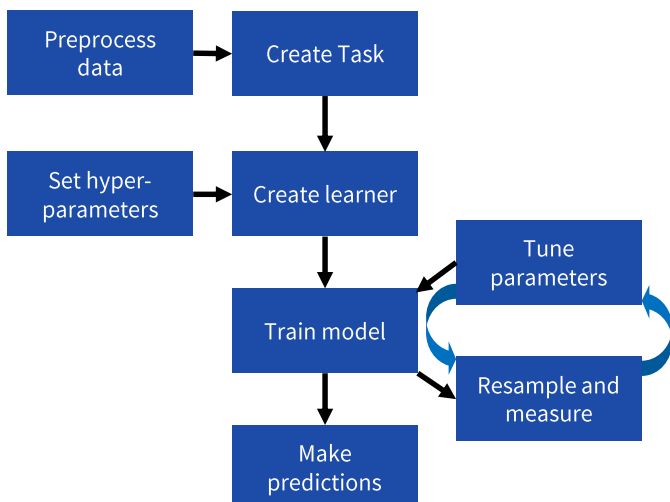 Preprocess
data
Create Task
Set hyper-
parameters
Create learner
Tune
parameters
Train model
Resample and
measure
Make
predictions